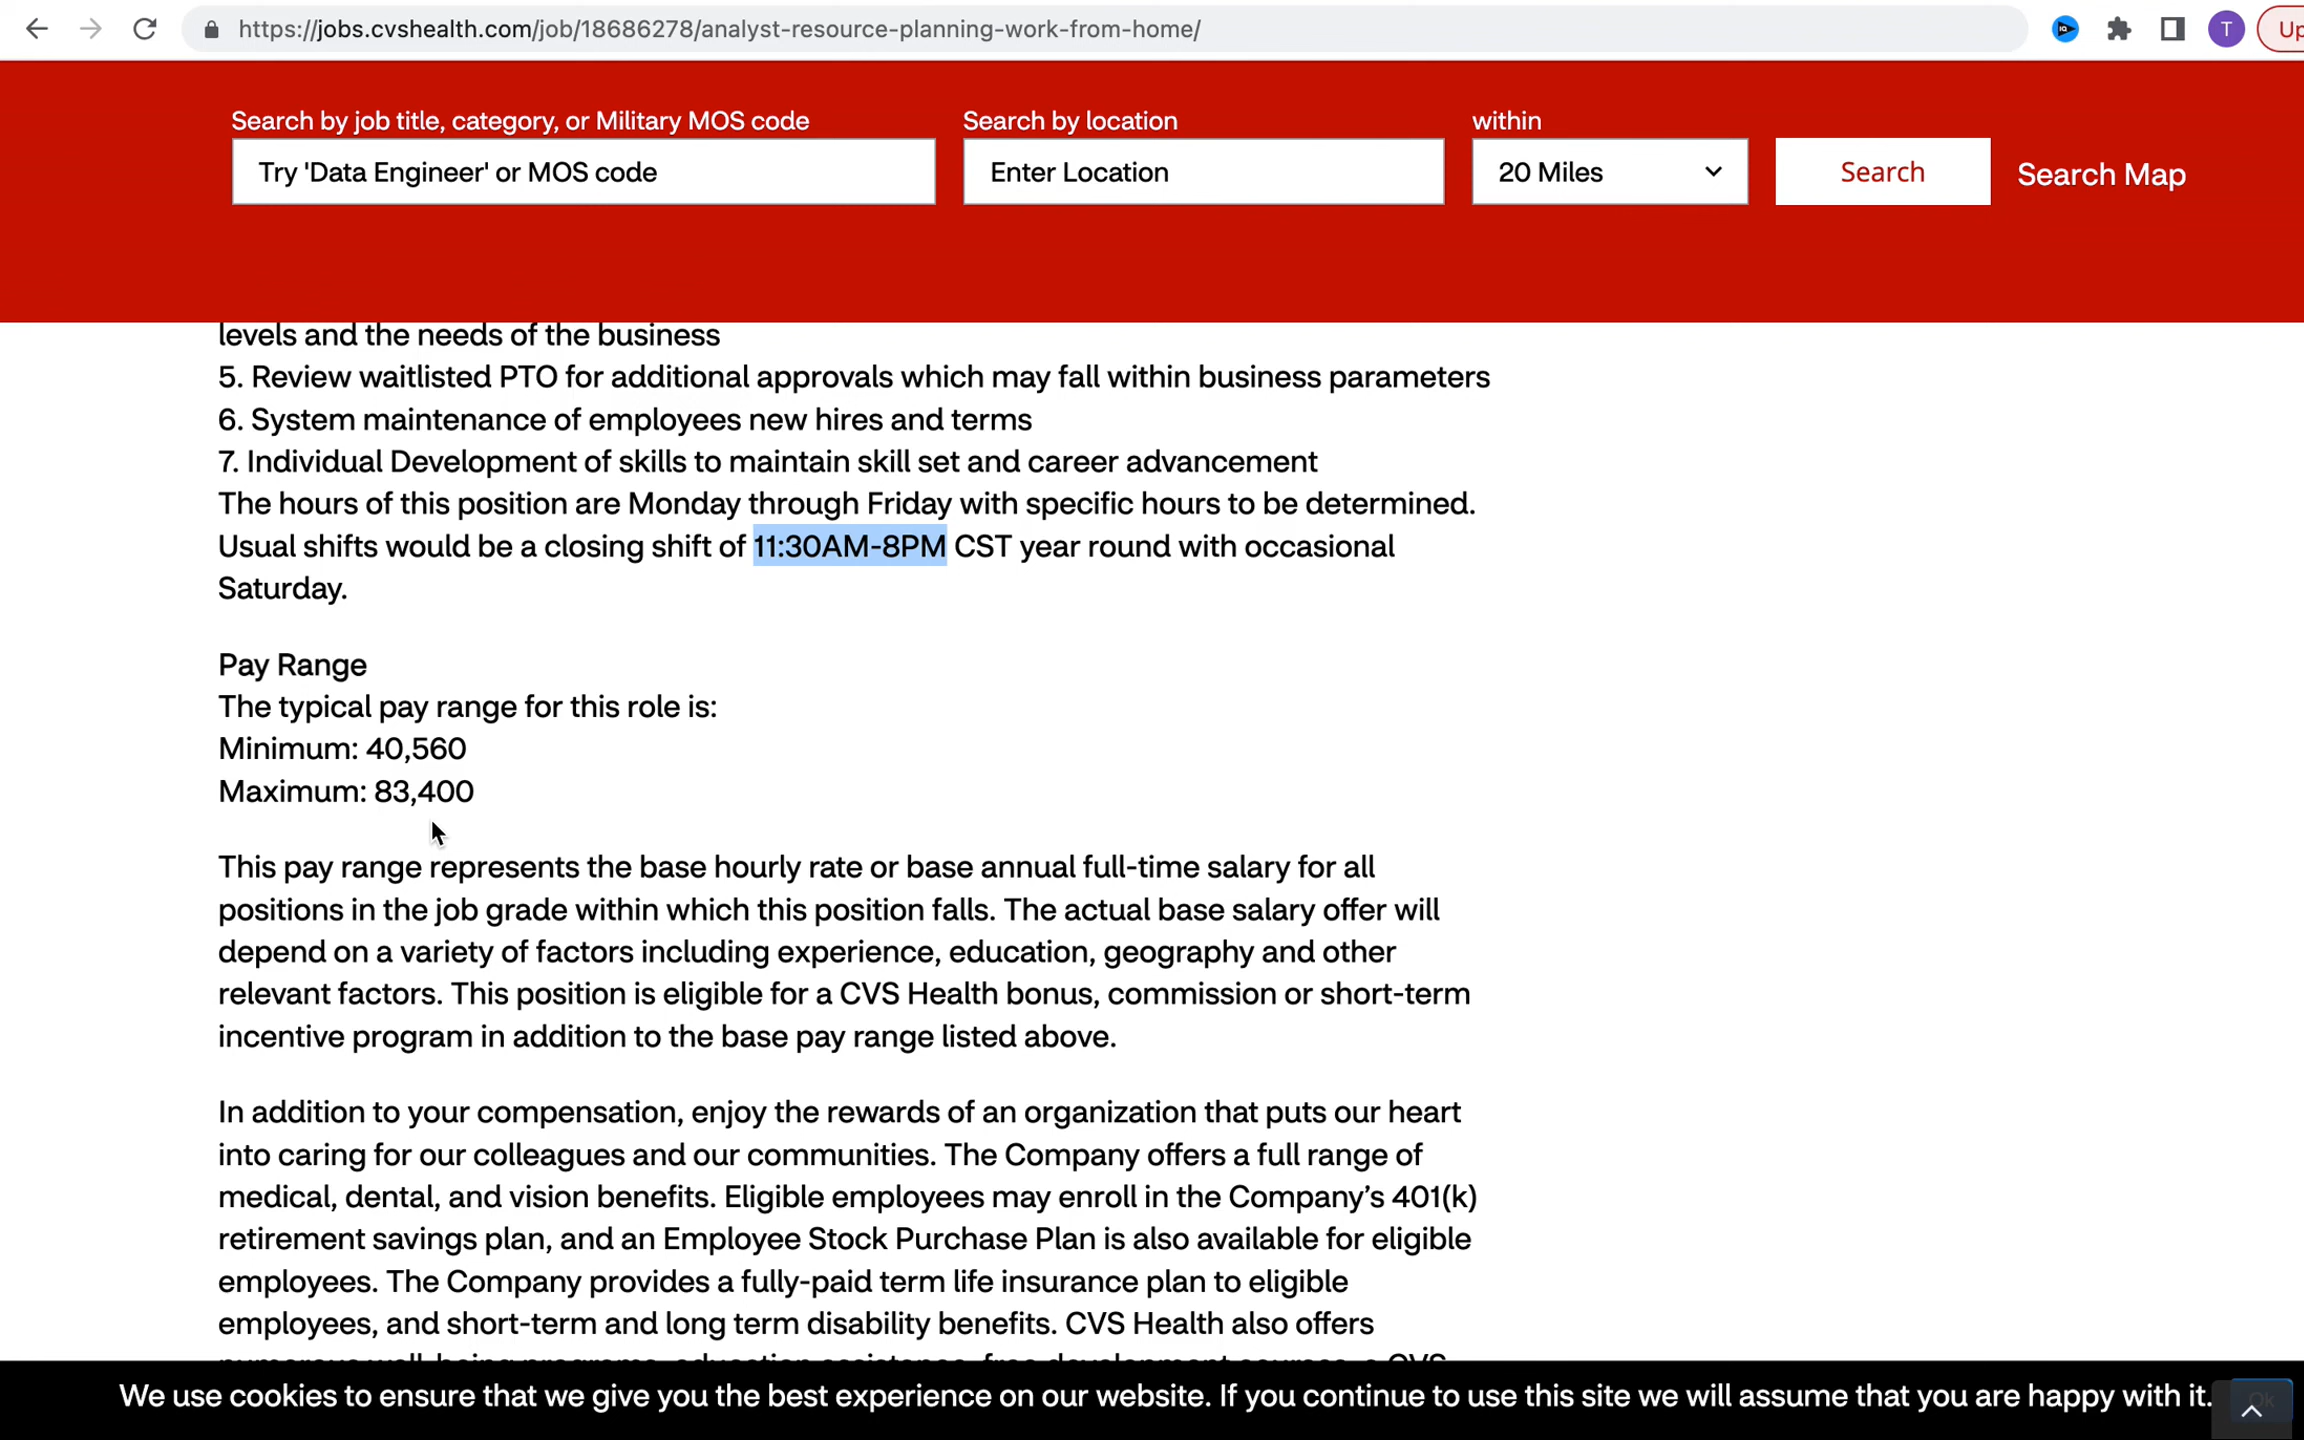 https://jobs.cvshealth.com/job/18686278/analyst-resource-planning-work-from-home/
T
Up
Search by job title, category, or Military MOS code
Search by location
within
Try 'Data Engineer' or MOS code
Enter Location
20 Miles
Search
Search Map
levels and the needs of the business
5. Review waitlisted PTO for additional approvals which may fall within business parameters
6. System maintenance of employees new hires and terms
7. Individual Development of skills to maintain skill set and career advancement
The hours of this position are Monday through Friday with specific hours to be determined.
Usual shifts would be a closing shift of 11:30AM-8PM CST year round with occasional
Saturday.
Pay Range
The typical pay range for this role is:
Minimum: 40,560
Maximum: 83,400
This pay range represents the base hourly rate or base annual full-time salary for all
positions in the job grade within which this position falls. The actual base salary offer will
depend on a variety of factors including experience, education, geography and other
relevant factors. This position is eligible for a CVS Health bonus, commission or short-term
incentive program in addition to the base pay range listed above.
In addition to your compensation, enjoy the rewards of an organization that puts our heart
into caring for our colleagues and our communities. The Company offers a full range of
medical, dental, and vision benefits. Eligible employees may enroll in the Company’s 401(k)
retirement savings plan, and an Employee Stock Purchase Plan is also available for eligible
employees. The Company provides a fully-paid term life insurance plan to eligible
employees, and short-term and long term disability benefits. CVS Health also offers
numerous well-being programs, education assistance, free development courses, a CVS
We use cookies to ensure that we give you the best experience on our website. If you continue to use this site we will assume that you are happy with it.
Ok